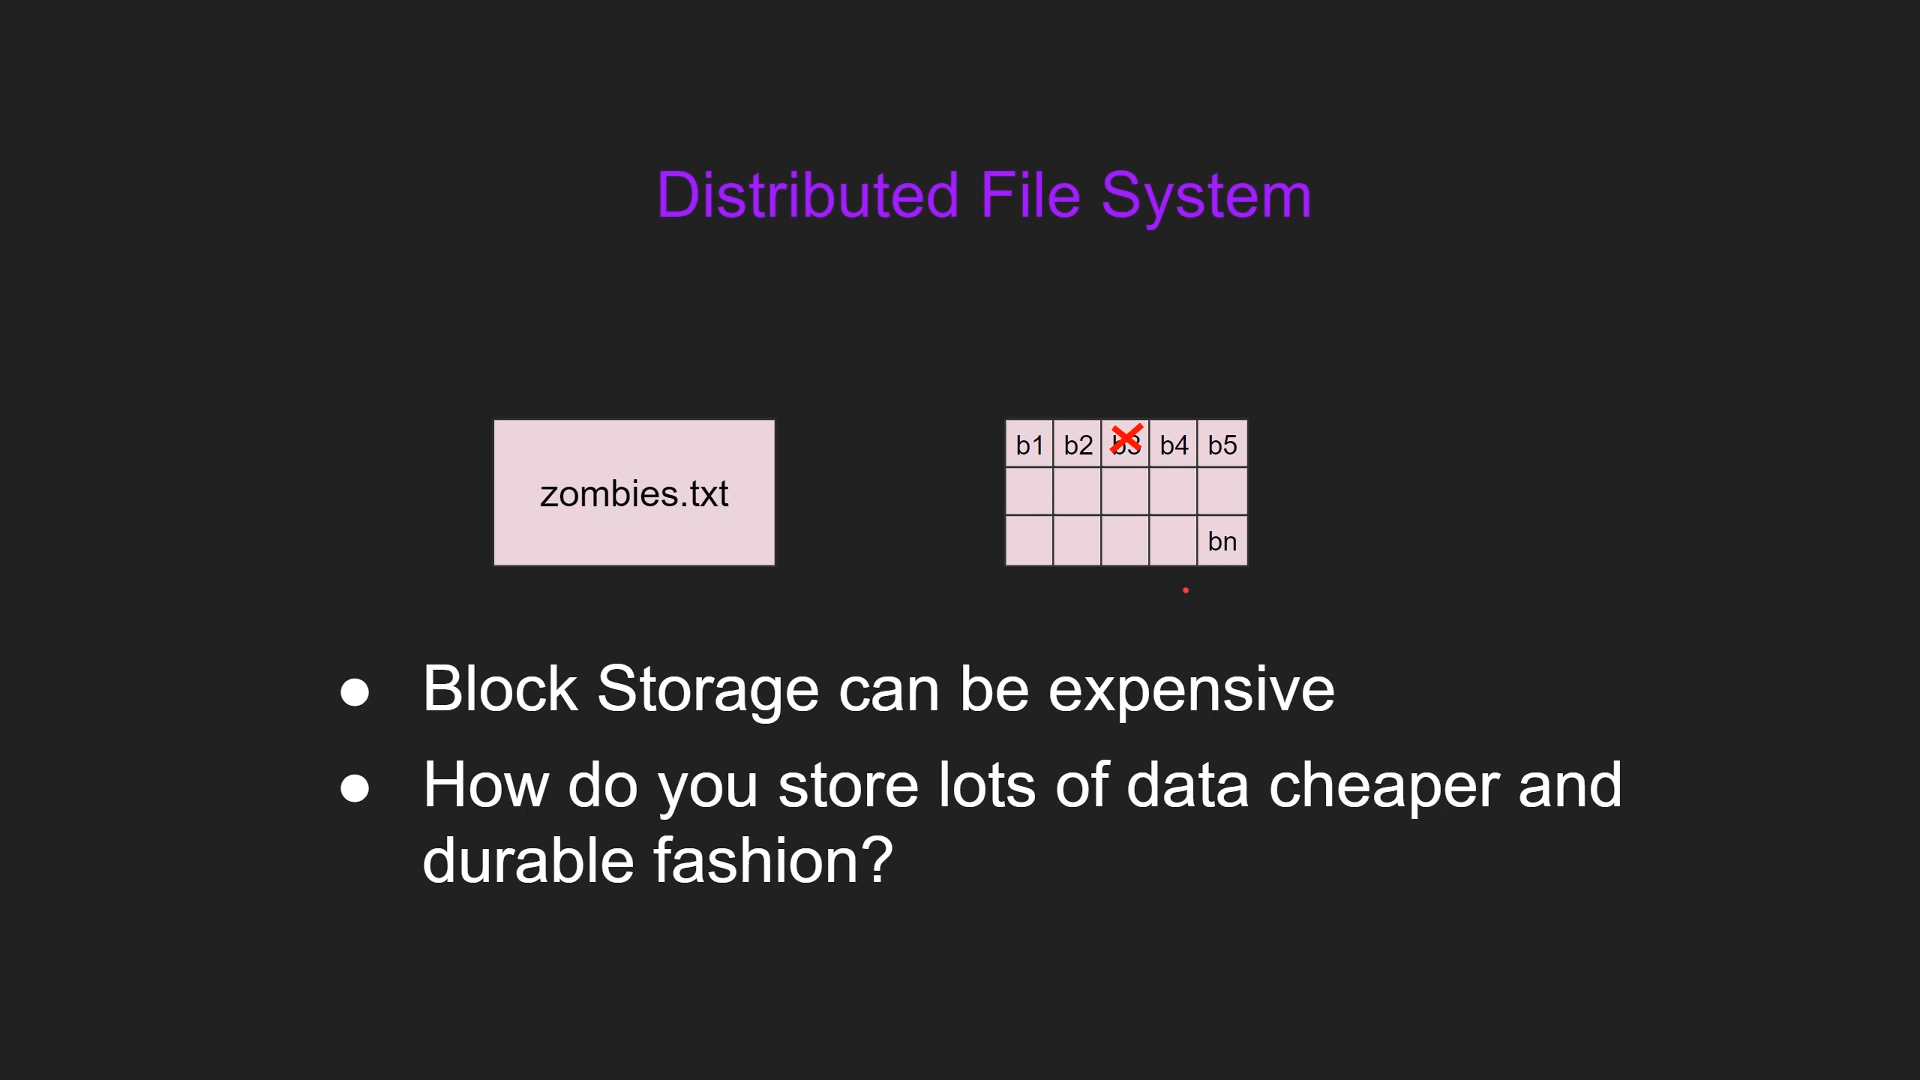 Distributed File System
zombies.txt
b1 b2 b3 b4 b5
bn
● Block Storage can be expensive
● How do you store lots of data cheaper and
durable fashion?